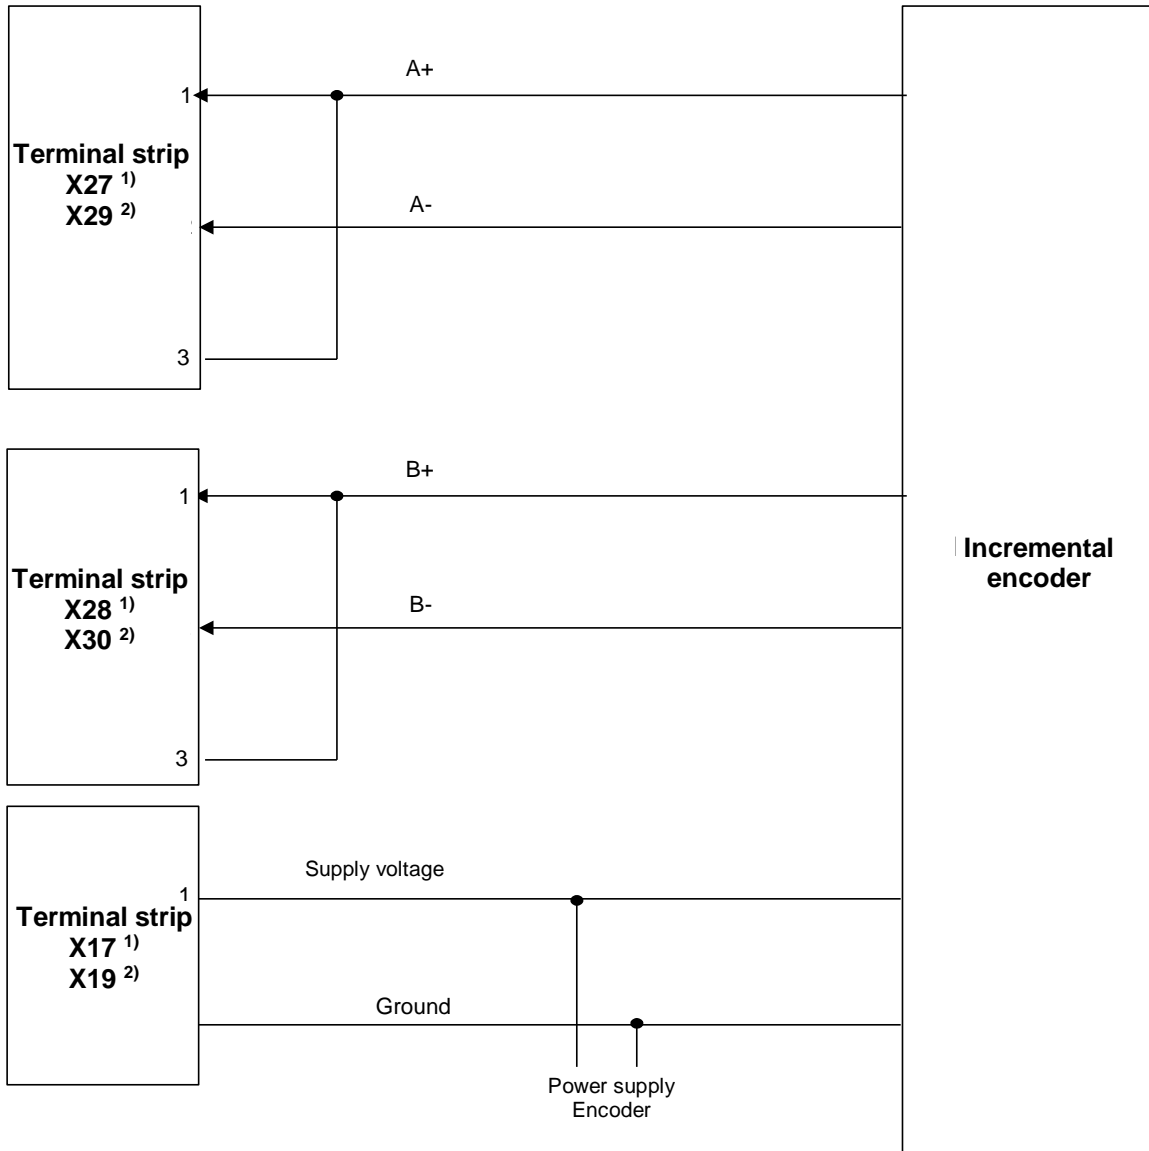 A+
1
Terminal strip
X27 1)
X29 2)
A-
3
B+
1
Terminal strip
X28 1)
X30 2)
B-
3
Incremental
encoder
Supply voltage
1
Terminal strip
X17 1)
X19 2)
Ground
Power supply
Encoder